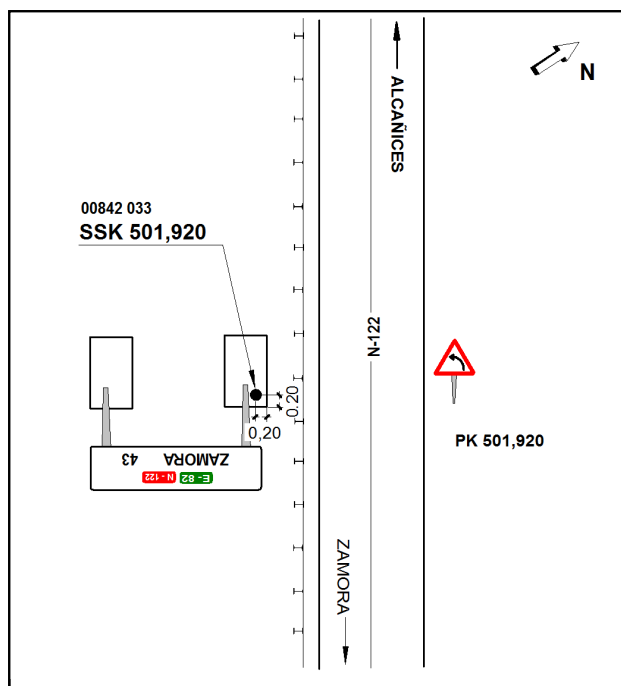 ALCAÑICES
N
00842 033
SSK 501,920
N-122
0.20
0,20
PK 501,920
ZAMORA 43
E-82 N-122
ZAMORA